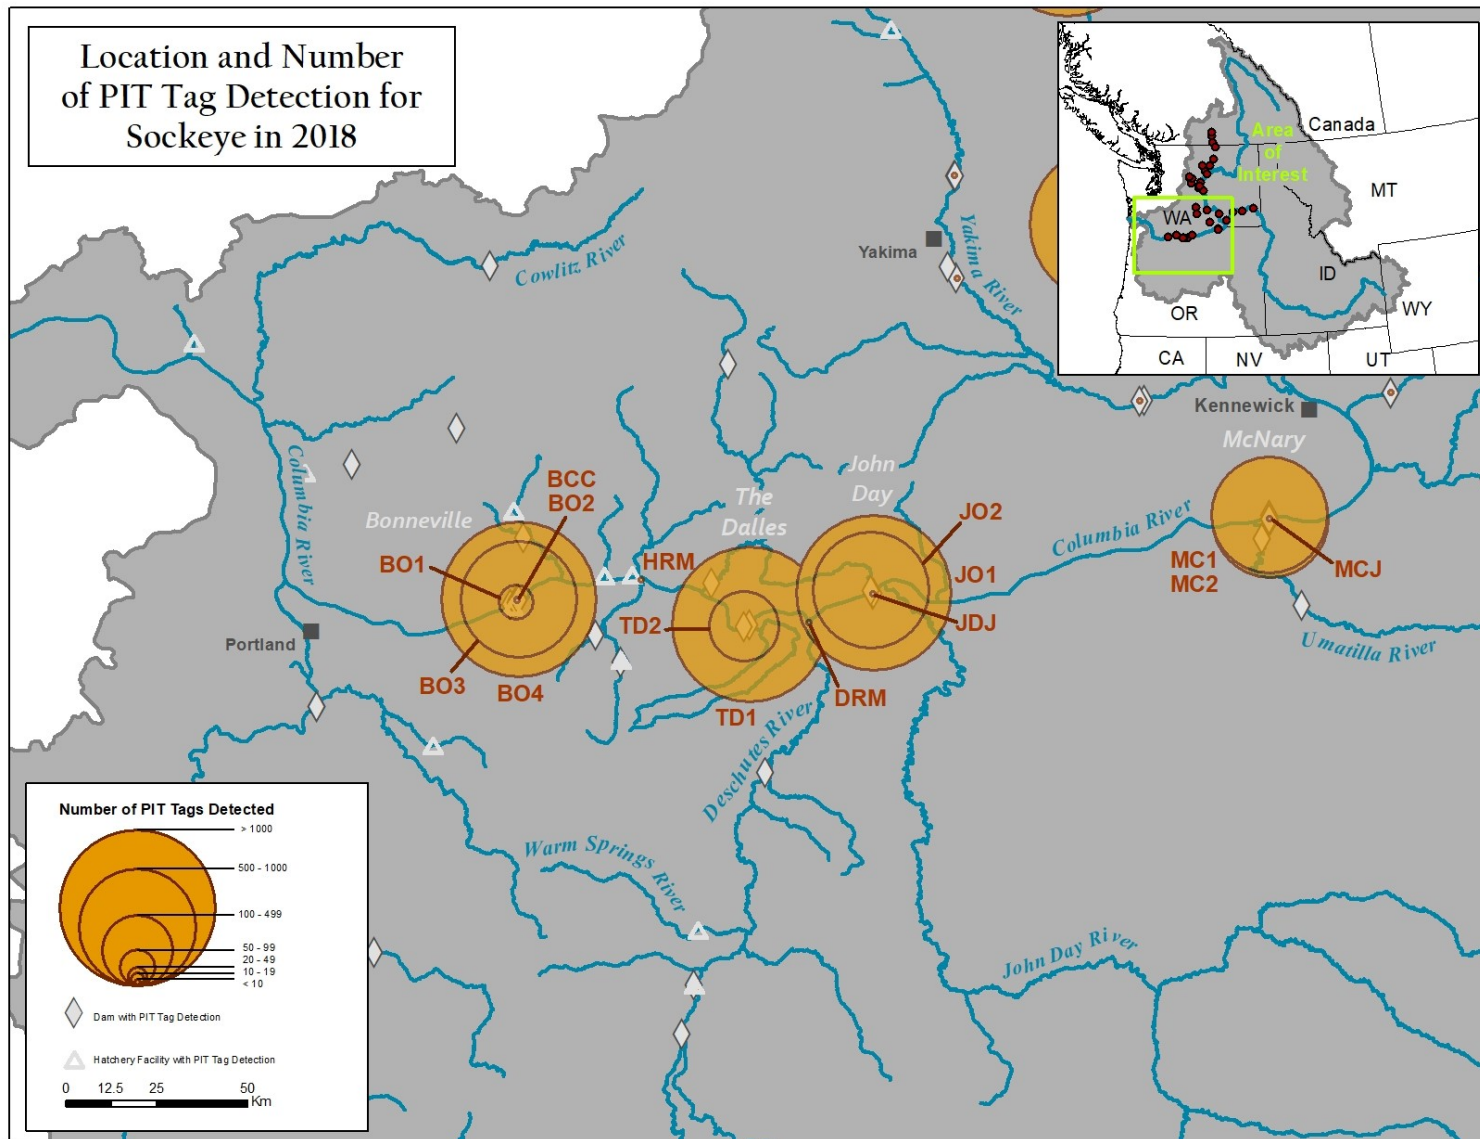 Location and Number
of PIT Tag Detection for
Sockeye in 2018
Canada
Area
of
Interest
MT
WA
ID
OR
WY
CA
NV
UT
Cowlitz River
Yakima
Yakima River
Kennewick
McNary
Columbia River
Bonneville
BCC
BO2
BO1
BO3
BO4
The
Dalles
John
Day
HRM
TD2
TD1
JO2
JO1
JDJ
DRM
Columbia River
MC1
MC2
MCJ
Umatilla River
Portland
Deschutes River
Warm Springs River
John Day River
Number of PIT Tags Detected
> 1000
500 - 1000
100 - 499
50 - 99
20 - 49
10 - 19
< 10
Dam with PIT Tag Detection
Hatchery Facility with PIT Tag Detection
0 12.5 25 50
Km